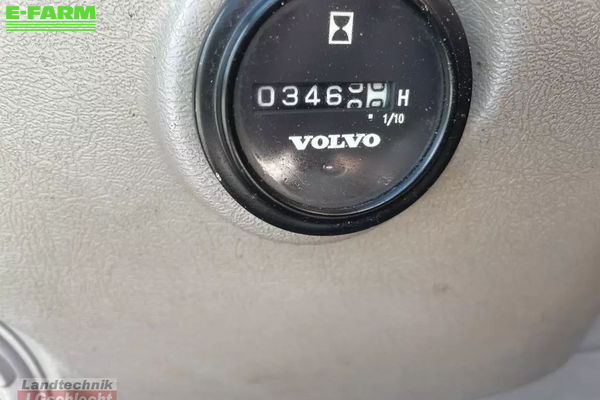 E-FARM
0346 H
1/10
VOLVO
Landtechnik